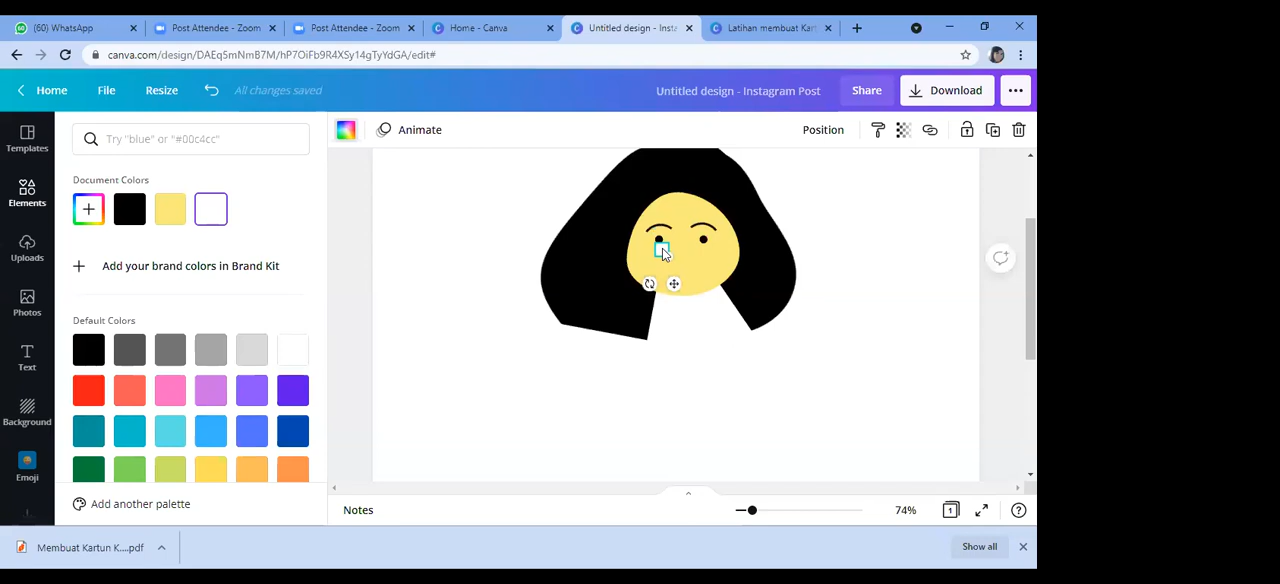 (60) WhatsApp
Post Attendee - Zoom
Post Attendee - Zoom
Home - Canva
Untitled design - Insta
Latihan membuat Kar
canva.com/design/DAEq5mNmB7M/hP7OiFb9R4XSy14gTyYdGA/edit#
Home
File
Resize
All changes saved
Untitled design - Instagram Post
Share
Download
Templates
Elements
Uploads
Photos
Text
Background
Emoji
Try "blue" or "#00c4cc"
Document Colors
Add your brand colors in Brand Kit
Default Colors
Add another palette
Animate
Position
Notes
74%
1
Membuat Kartun K....pdf
Show all